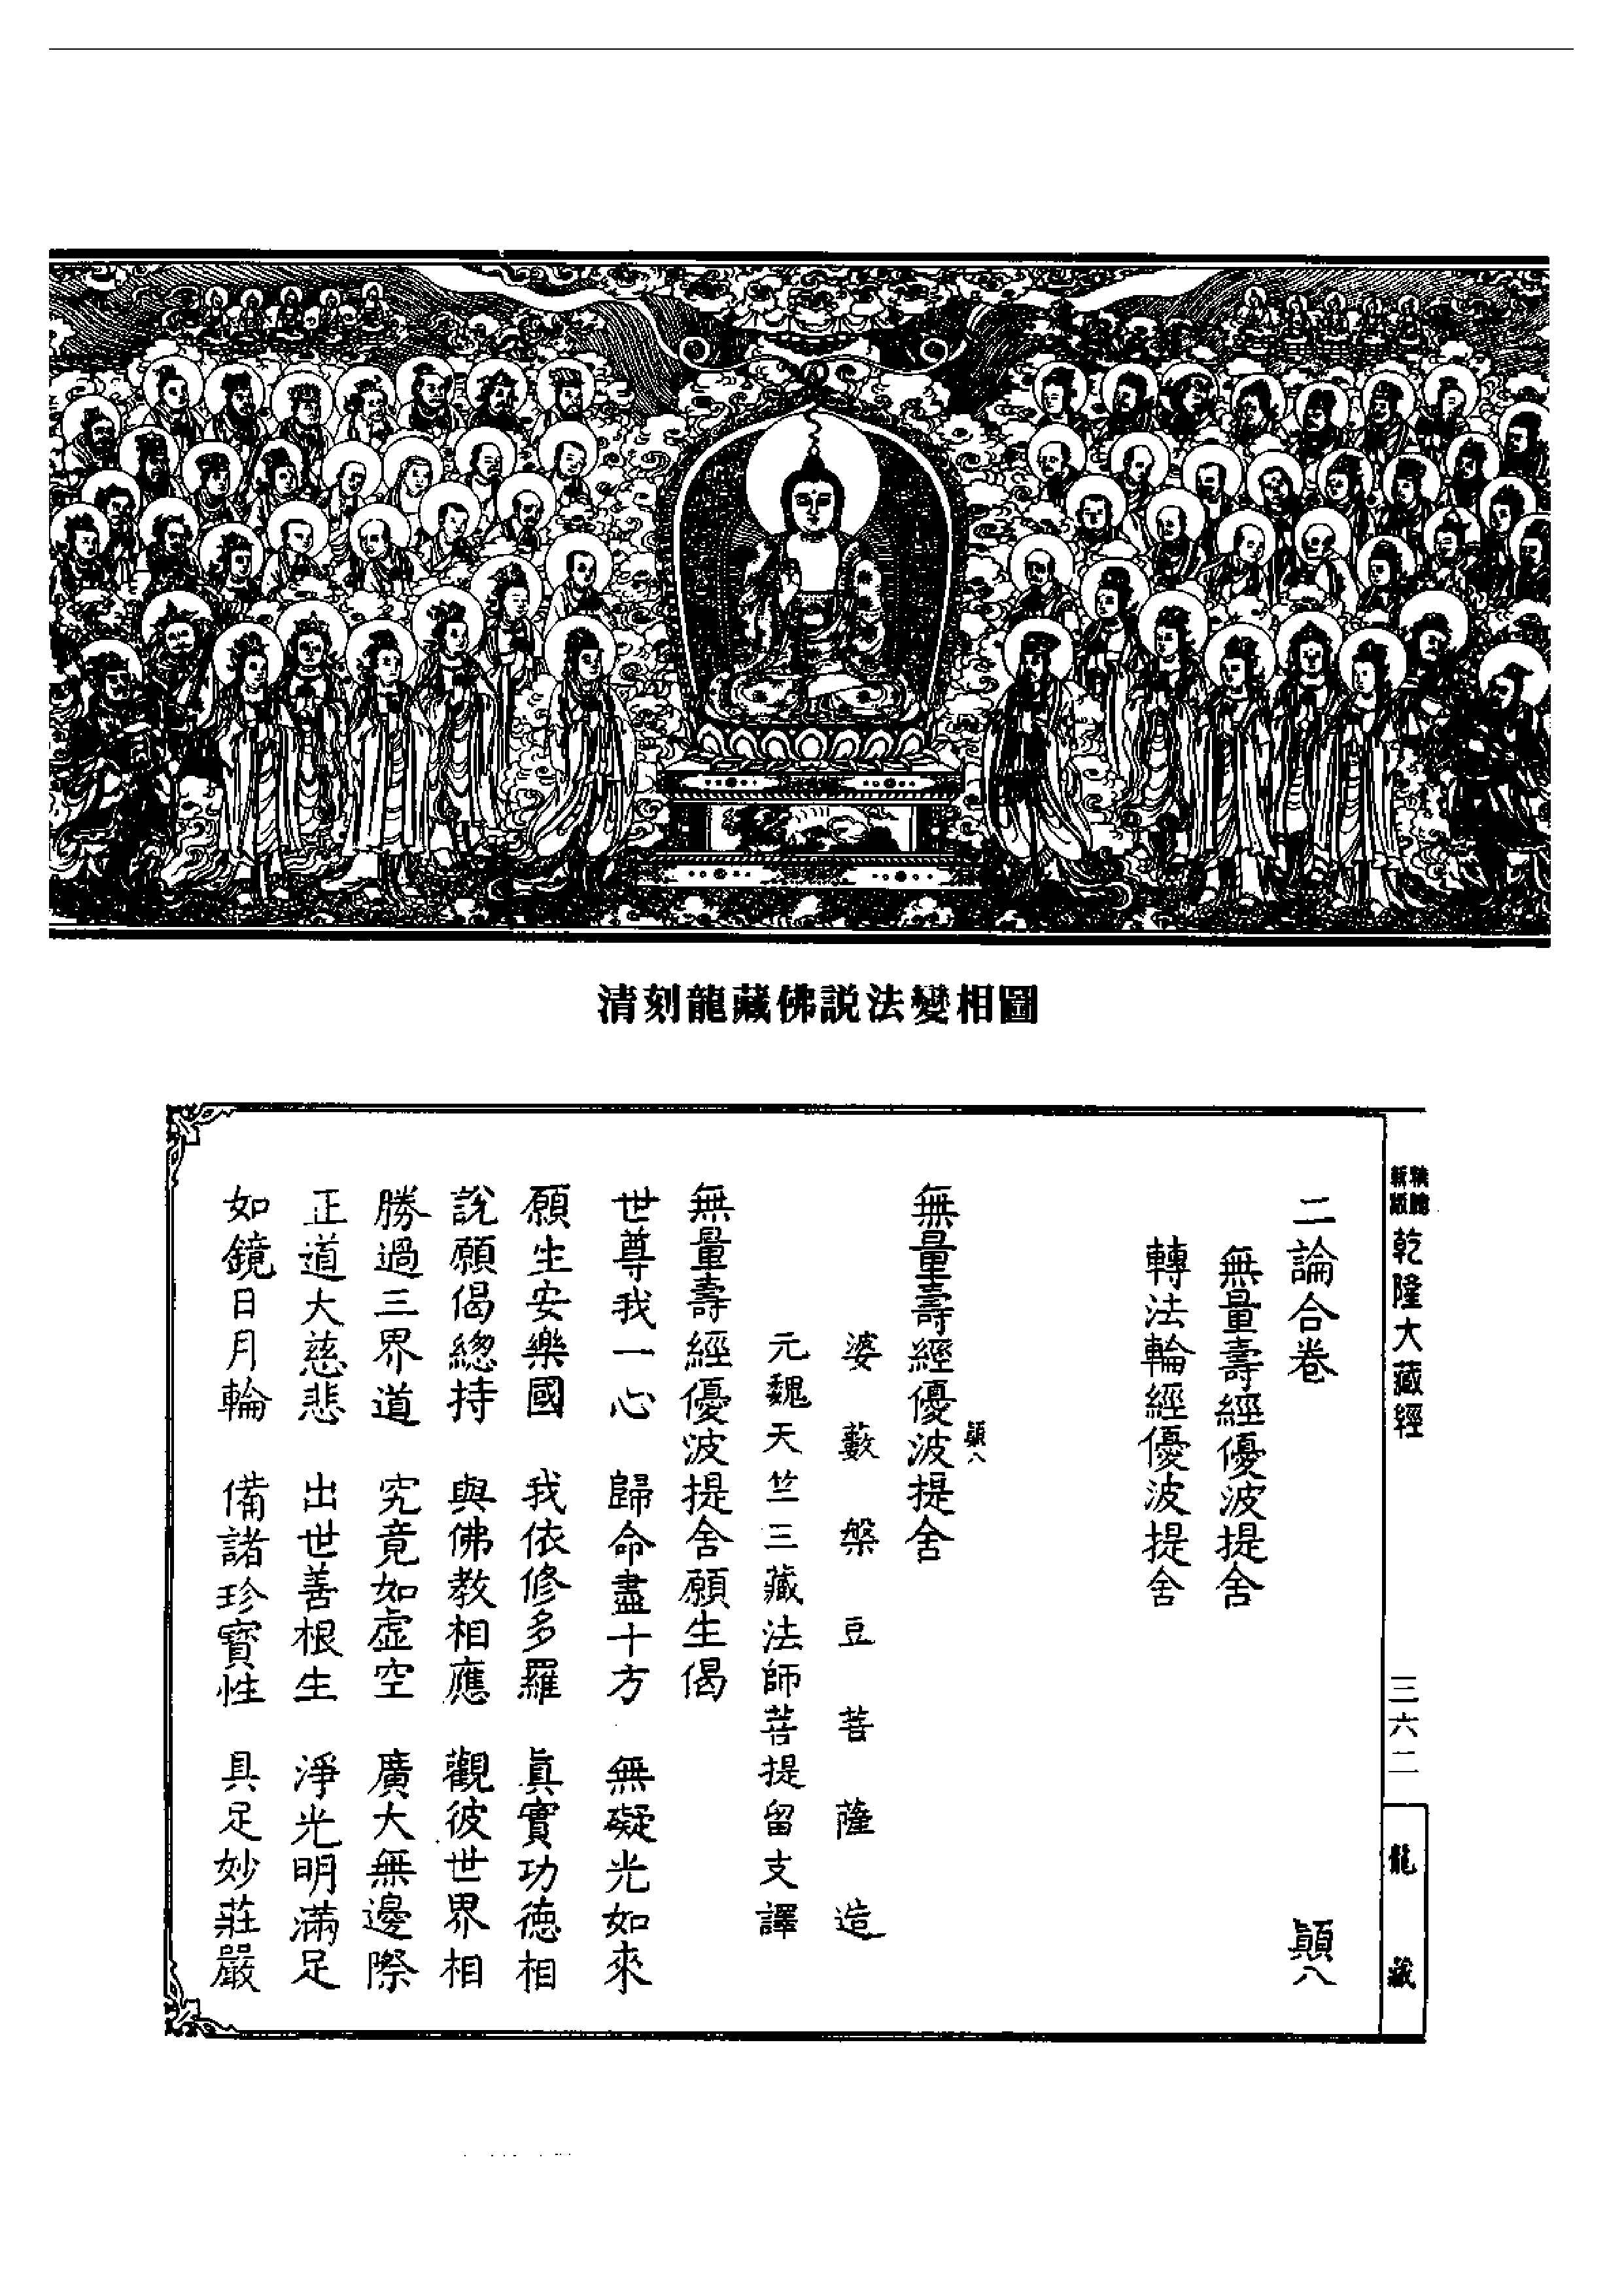 清刻龍藏佛説法變相圖
乾隆大藏經
三六二
龍藏
二論合卷
顛八
無量壽經優波提舍
轉法輪經優波提舍
顛八
無量壽經優波提舍
婆藪槃豆菩薩造
元魏天竺三藏法師菩提留支譯
無量壽經優波提舍願生偈
世尊我一心 歸命盡十方 無礙光如來
願生安樂國 我依修多羅 眞實功德相
說願偈緫持 與佛教相應 觀彼世界相
勝過三界道 究竟如虛空 廣大無邊際
正道大慈悲 出世善根生 淨光明滿足
如鏡日月輪 備諸珍寶性 具足妙莊嚴